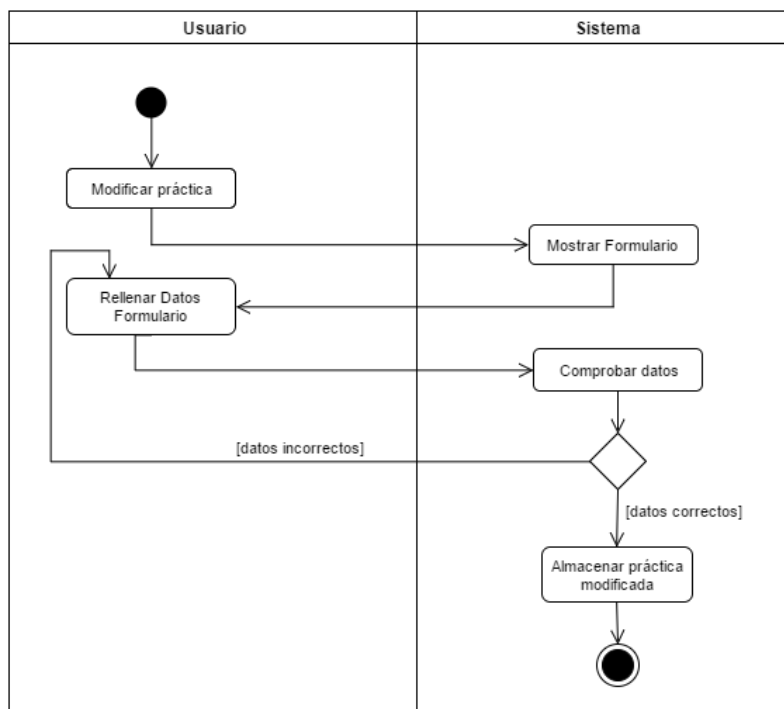 Usuario
Sistema
Modificar práctica
Mostrar Formulario
Rellenar Datos
Formulario
Comprobar datos
[datos incorrectos]
[datos correctos]
Almacenar práctica
modificada